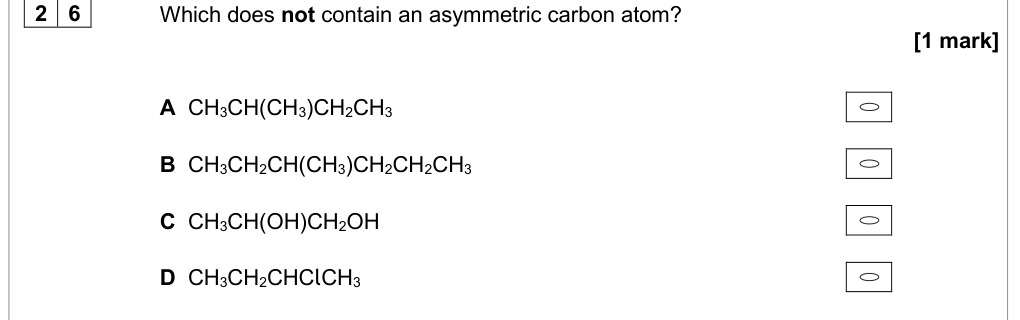 2 6 Which does not contain an asymmetric carbon atom?
[1 mark]
A CH₃CH(CH₃)CH₂CH₃
B CH₃CH₂CH(CH₃)CH₂CH₂CH₃
C CH₃CH(OH)CH₂OH
D CH₃CH₂CHClCH₃